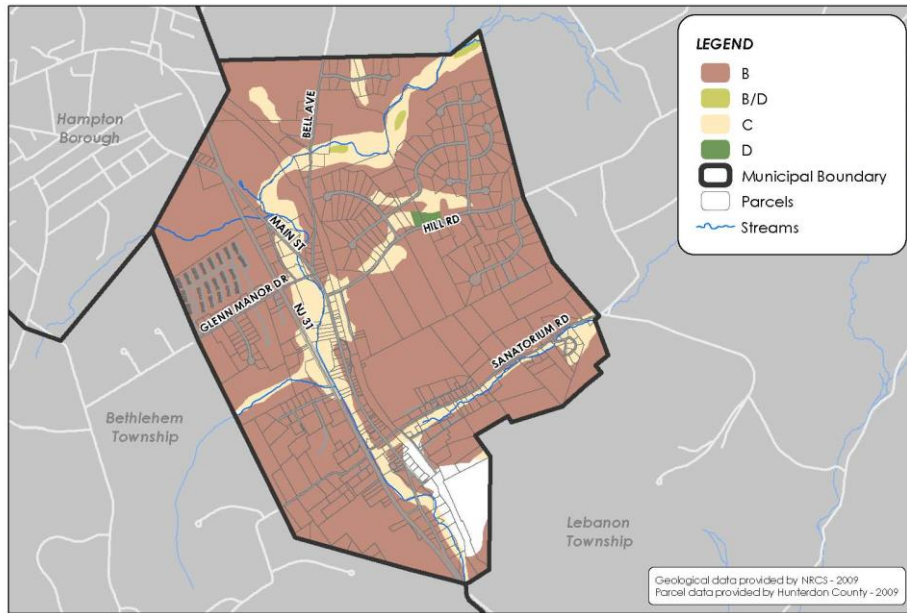 LEGEND
B
B/D
C
D
Municipal Boundary
Parcels
Streams
Hampton
Borough
BELL AVE
MAIN ST
HILL RD
GLENN MANOR DR
NJ 31
SANATORIUM RD
Bethlehem
Township
Lebanon
Township
Geological data provided by NRCS - 2009
Parcel data provided by Hunterdon County - 2009